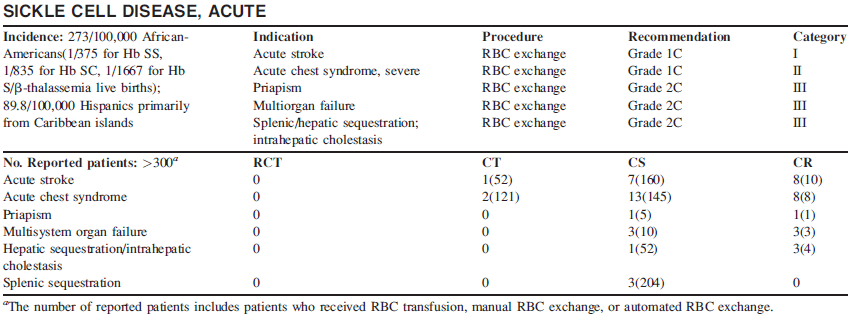 SICKLE CELL DISEASE, ACUTE
Incidence: 273/100,000 African- Indication Procedure Recommendation Category
Americans(1/375 for Hb SS, Acute stroke RBC exchange Grade 1C I
1/835 for Hb SC, 1/1667 for Hb Acute chest syndrome, severe RBC exchange Grade 1C II
S/β-thalassemia live births); Priapism RBC exchange Grade 2C III
89.8/100,000 Hispanics primarily Multiorgan failure RBC exchange Grade 2C III
from Caribbean islands Splenic/hepatic sequestration; RBC exchange Grade 2C III
intrahepatic cholestasis
No. Reported patients: >300a RCT CT CS CR
Acute stroke 0 1(52) 7(160) 8(10)
Acute chest syndrome 0 2(121) 13(145) 8(8)
Priapism 0 0 1(5) 1(1)
Multisystem organ failure 0 0 3(10) 3(3)
Hepatic sequestration/intrahepatic 0 0 1(52) 3(4)
cholestasis
Splenic sequestration 0 0 3(204) 0
aThe number of reported patients includes patients who received RBC transfusion, manual RBC exchange, or automated RBC exchange.